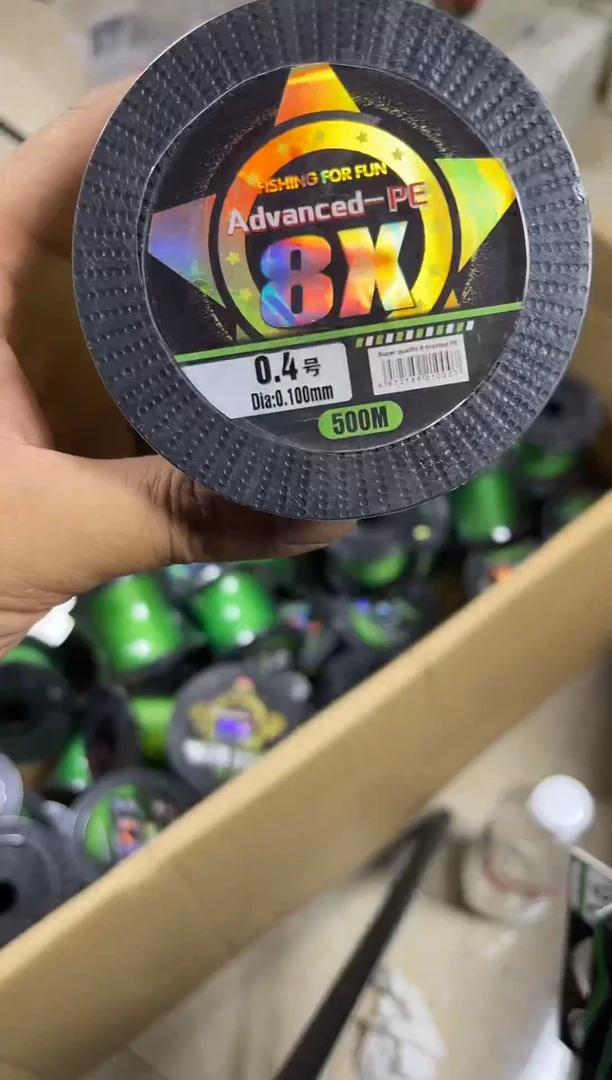 FISHING FOR FUN
Advanced-PE
8X
0.4号
Dia:0.100mm
500M